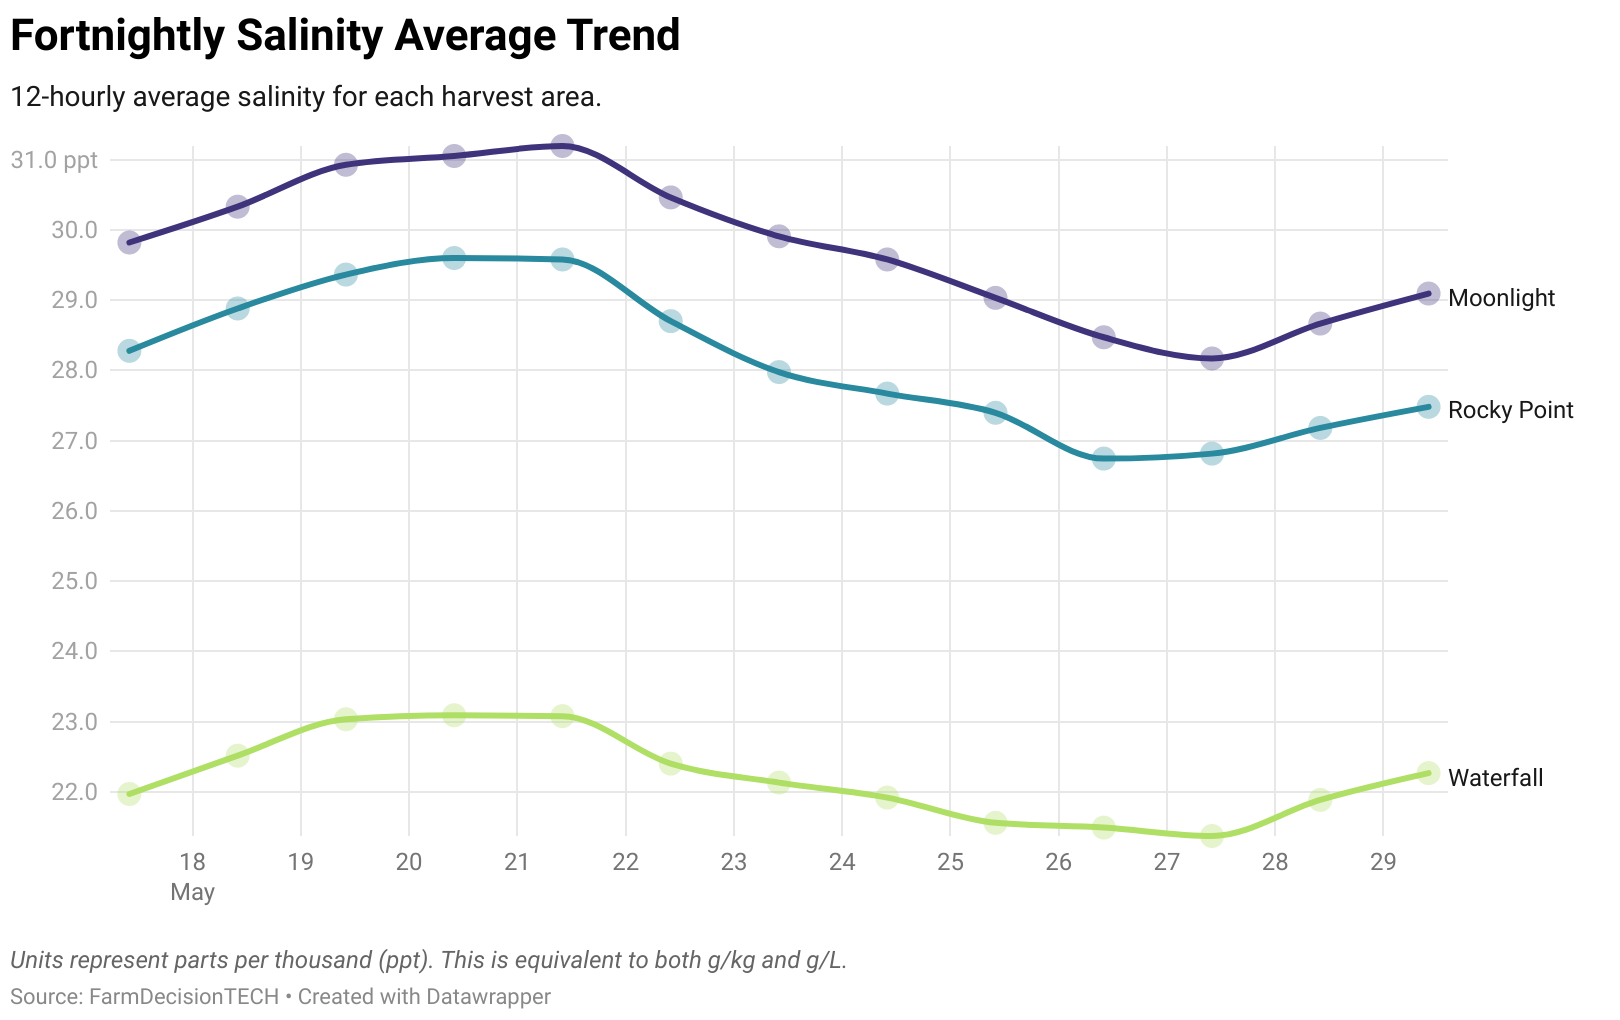 Fortnightly Salinity Average Trend
12-hourly average salinity for each harvest area.
31.0 ppt
30.0
29.0
28.0
27.0
26.0
25.0
24.0
23.0
22.0
Moonlight
Rocky Point
Waterfall
18 19 20 21 22 23 24 25 26 27 28 29
May
Units represent parts per thousand (ppt). This is equivalent to both g/kg and g/L.
Source: FarmDecisionTECH • Created with Datawrapper